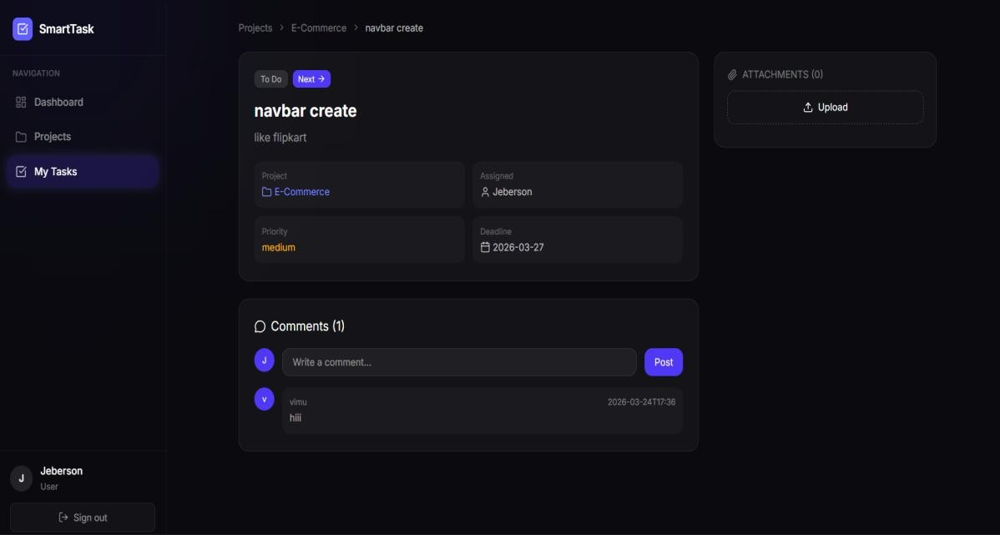 SmartTask
NAVIGATION
Dashboard
Projects
My Tasks
Jeberson
J
User
Sign out
Projects > E-Commerce > navbar create
To Do Next →
navbar create
like flipkart
Project
E-Commerce
Assigned
Jeberson
Priority
medium
Deadline
2026-03-27
Comments (1)
J
Write a comment...
Post
v
vimu
2026-03-24T17:36
hiii
ATTACHMENTS (0)
Upload